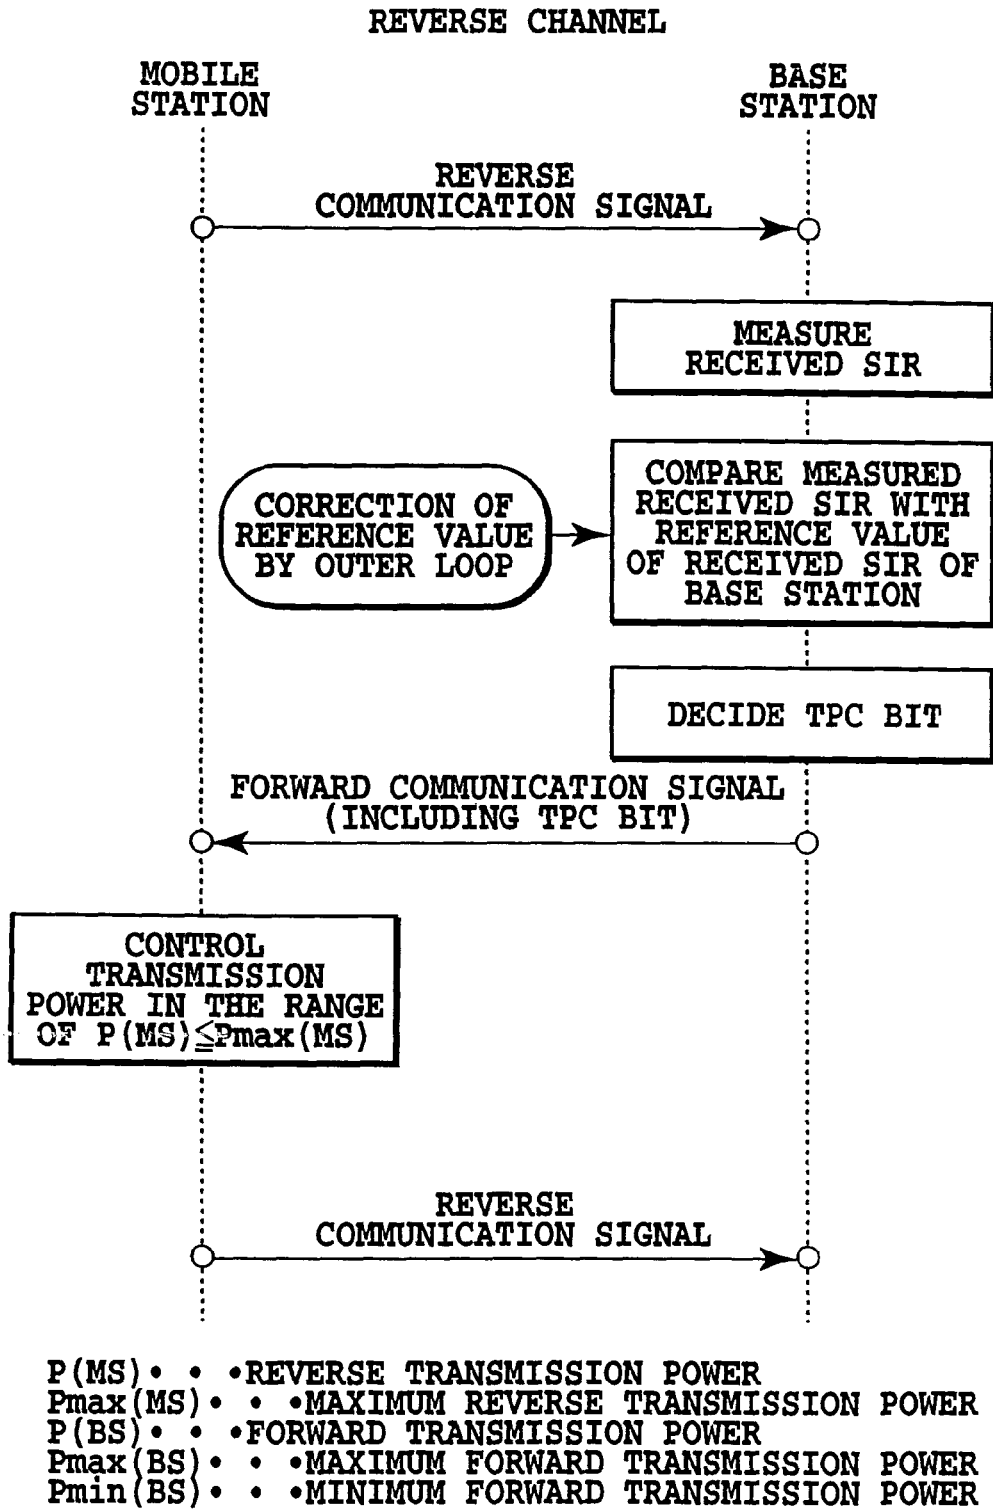 REVERSE CHANNEL
MOBILE
STATION
BASE
STATION
REVERSE
COMMUNICATION SIGNAL
MEASURE
RECEIVED SIR
CORRECTION OF
REFERENCE VALUE
BY OUTER LOOP
COMPARE MEASURED
RECEIVED SIR WITH
REFERENCE VALUE
OF RECEIVED SIR OF
BASE STATION
DECIDE TPC BIT
FORWARD COMMUNICATION SIGNAL
(INCLUDING TPC BIT)
CONTROL
TRANSMISSION
POWER IN THE RANGE
OF P(MS)≦Pmax(MS)
REVERSE
COMMUNICATION SIGNAL
P(MS)• • •REVERSE TRANSMISSION POWER
Pmax(MS)• • •MAXIMUM REVERSE TRANSMISSION POWER
P(BS)• • •FORWARD TRANSMISSION POWER
Pmax(BS)• • •MAXIMUM FORWARD TRANSMISSION POWER
Pmin(BS)• • •MINIMUM FORWARD TRANSMISSION POWER